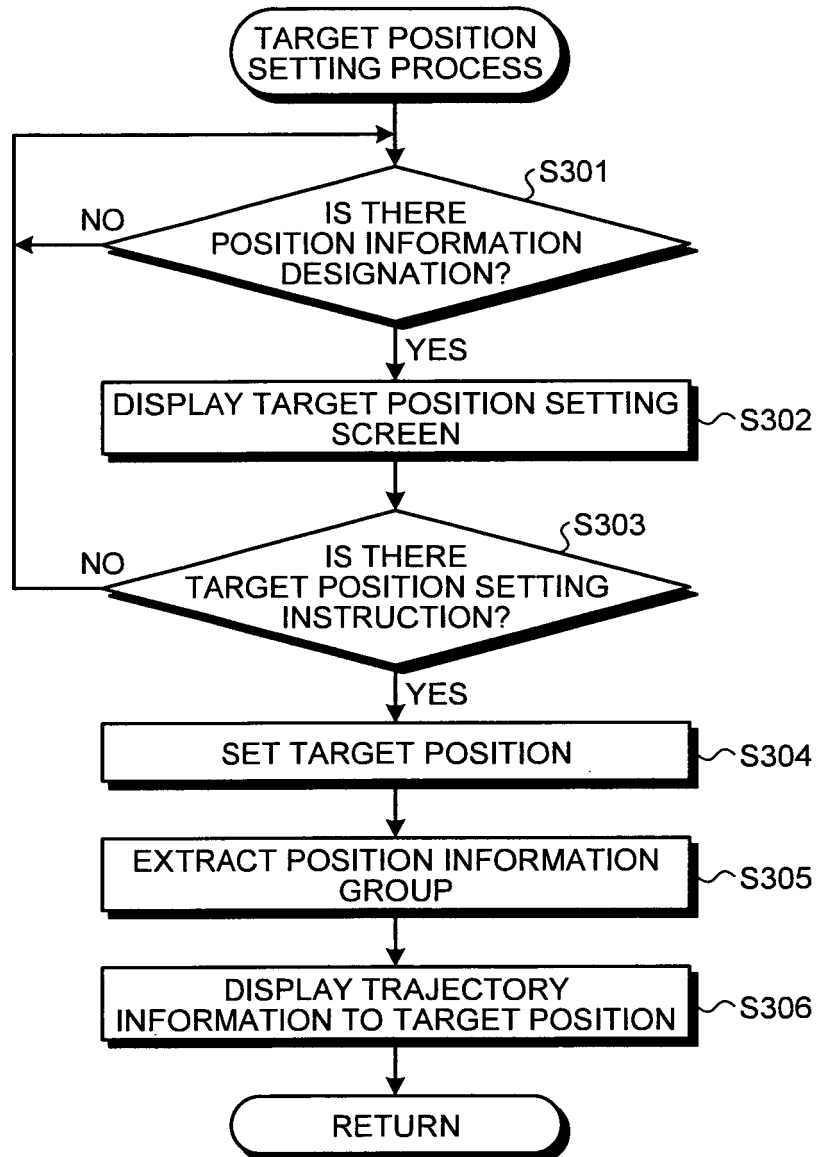 TARGET POSITION
SETTING PROCESS
S301
IS THERE
POSITION INFORMATION
DESIGNATION?
NO
YES
DISPLAY TARGET POSITION SETTING
SCREEN
S302
S303
IS THERE
TARGET POSITION SETTING
INSTRUCTION?
NO
YES
SET TARGET POSITION
S304
EXTRACT POSITION INFORMATION
GROUP
S305
DISPLAY TRAJECTORY
INFORMATION TO TARGET POSITION
S306
RETURN